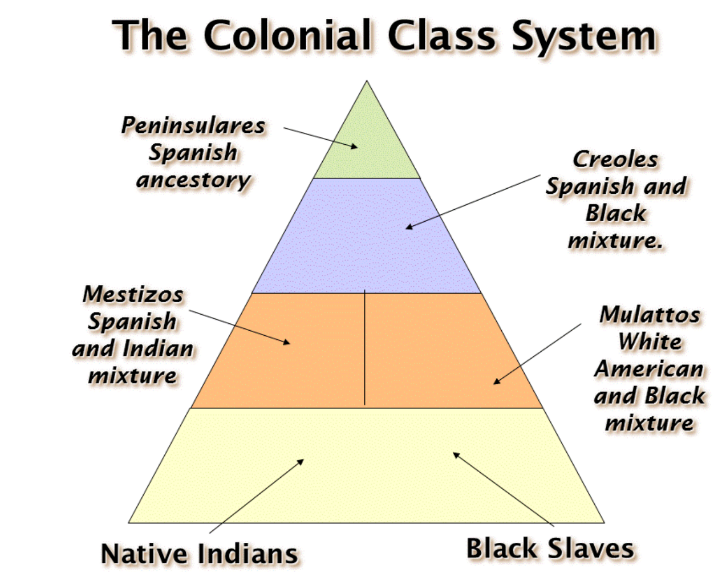 The Colonial Class System
Peninsulares
Spanish
ancestory
Creoles
Spanish and
Black
mixture.
Mestizos
Spanish
and Indian
mixture
Mulattos
White
American
and Black
mixture
Native Indians
Black Slaves